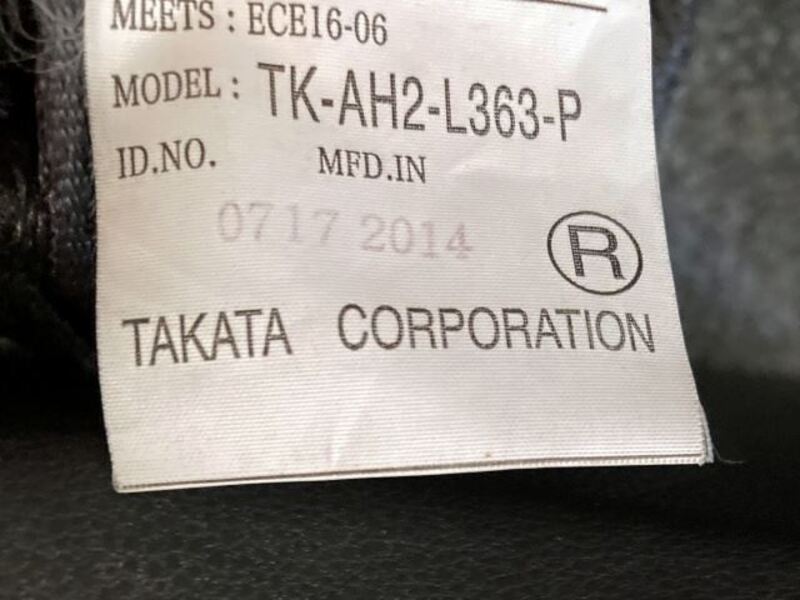 MEETS : ECE16-06
MODEL : TK-AH2-L363-P
ID.NO. MFD.IN
0717 2014
R
TAKATA CORPORATION